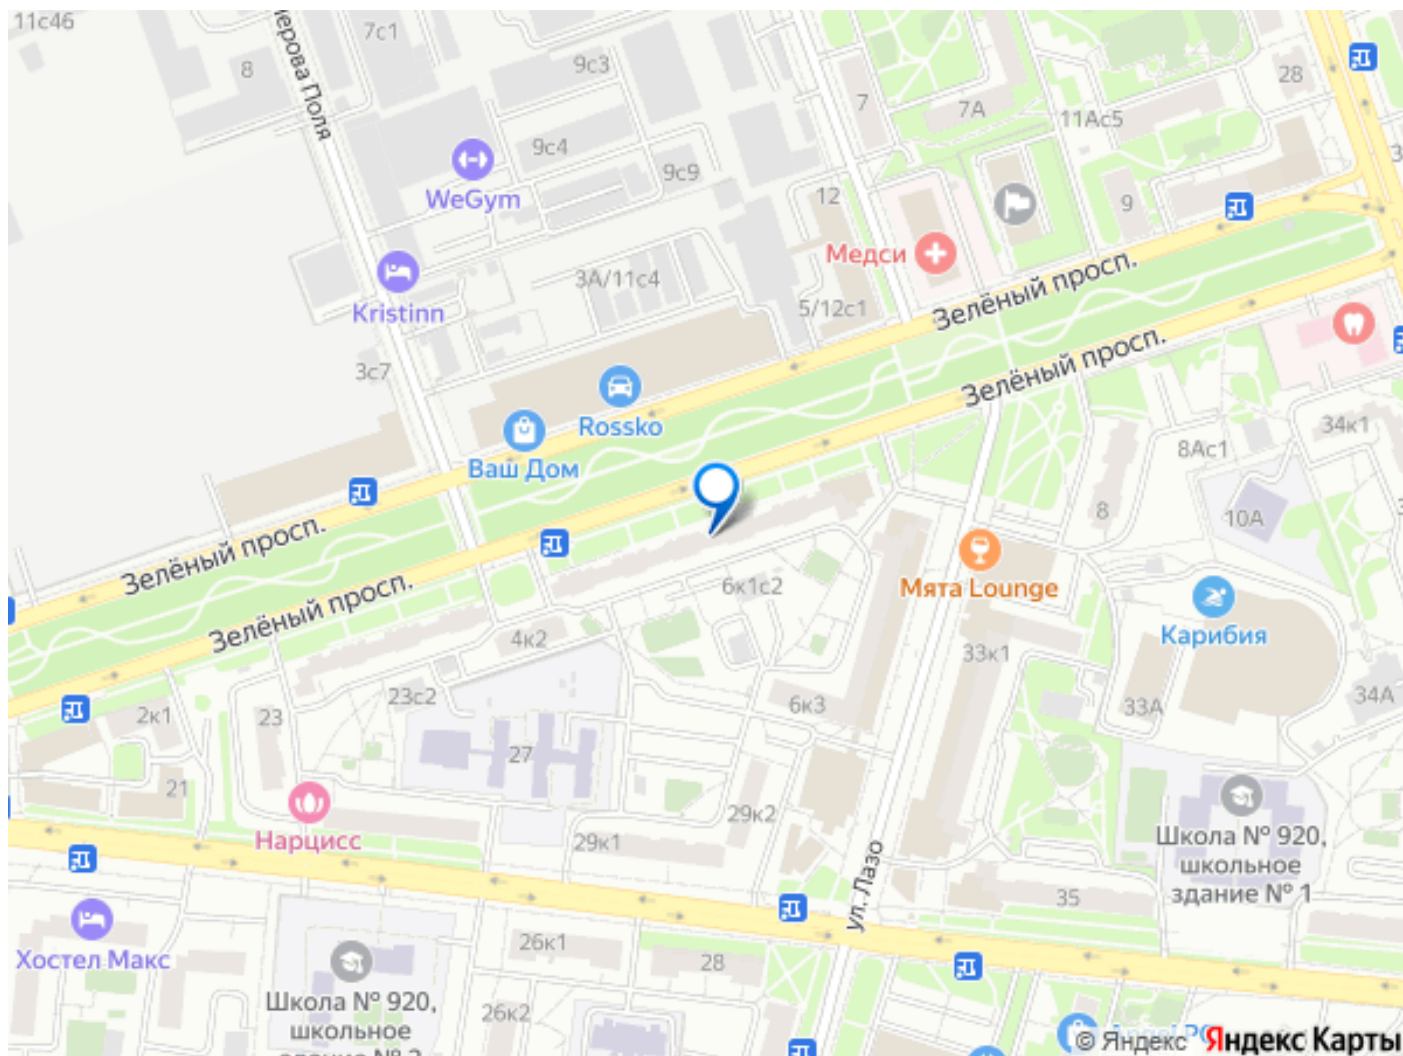 11с46
7с1
8
9с3
28
7
7А
11Ас5
9с4
WeGym
9с9
12
9
Медси
Kristinn
3А/11с4
5/12с1
Зелёный просп.
Зелёный просп.
3с7
Rossko
Ваш Дом
34к1
8Ас1
8
10А
Зелёный просп.
Зелёный просп.
6к1с2
Мята Lounge
Карибия
4к2
33к1
23с2
23
2к1
6к3
33А
34А
27
21
Нарцисс
29к1
29к2
ул. Лазо
Школа № 920,
школьное
здание № 1
35
Хостел Макс
26к1
28
Школа № 920,
школьное
26к2
© Яндекс Яндекс Карты